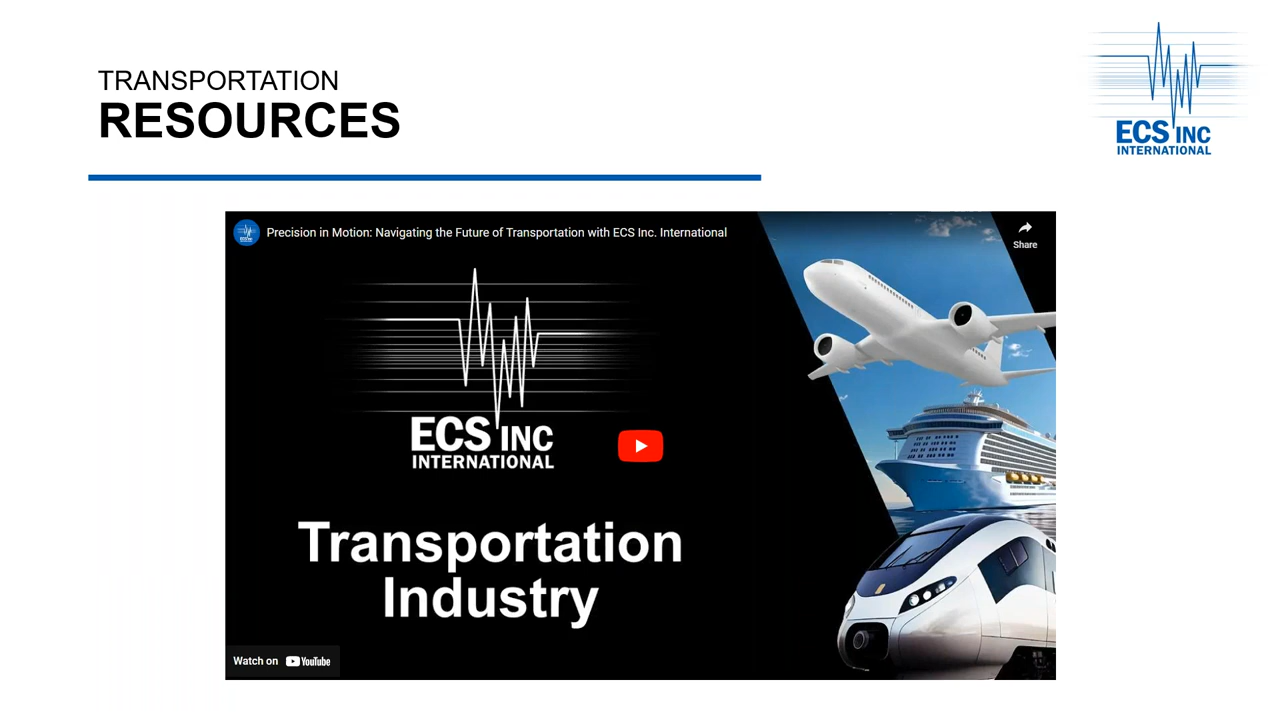 TRANSPORTATION
RESOURCES
ECS INC
INTERNATIONAL
Precision in Motion: Navigating the Future of Transportation with ECS Inc. International
Share
ECS INC
INTERNATIONAL
Transportation
Industry
Watch on YouTube